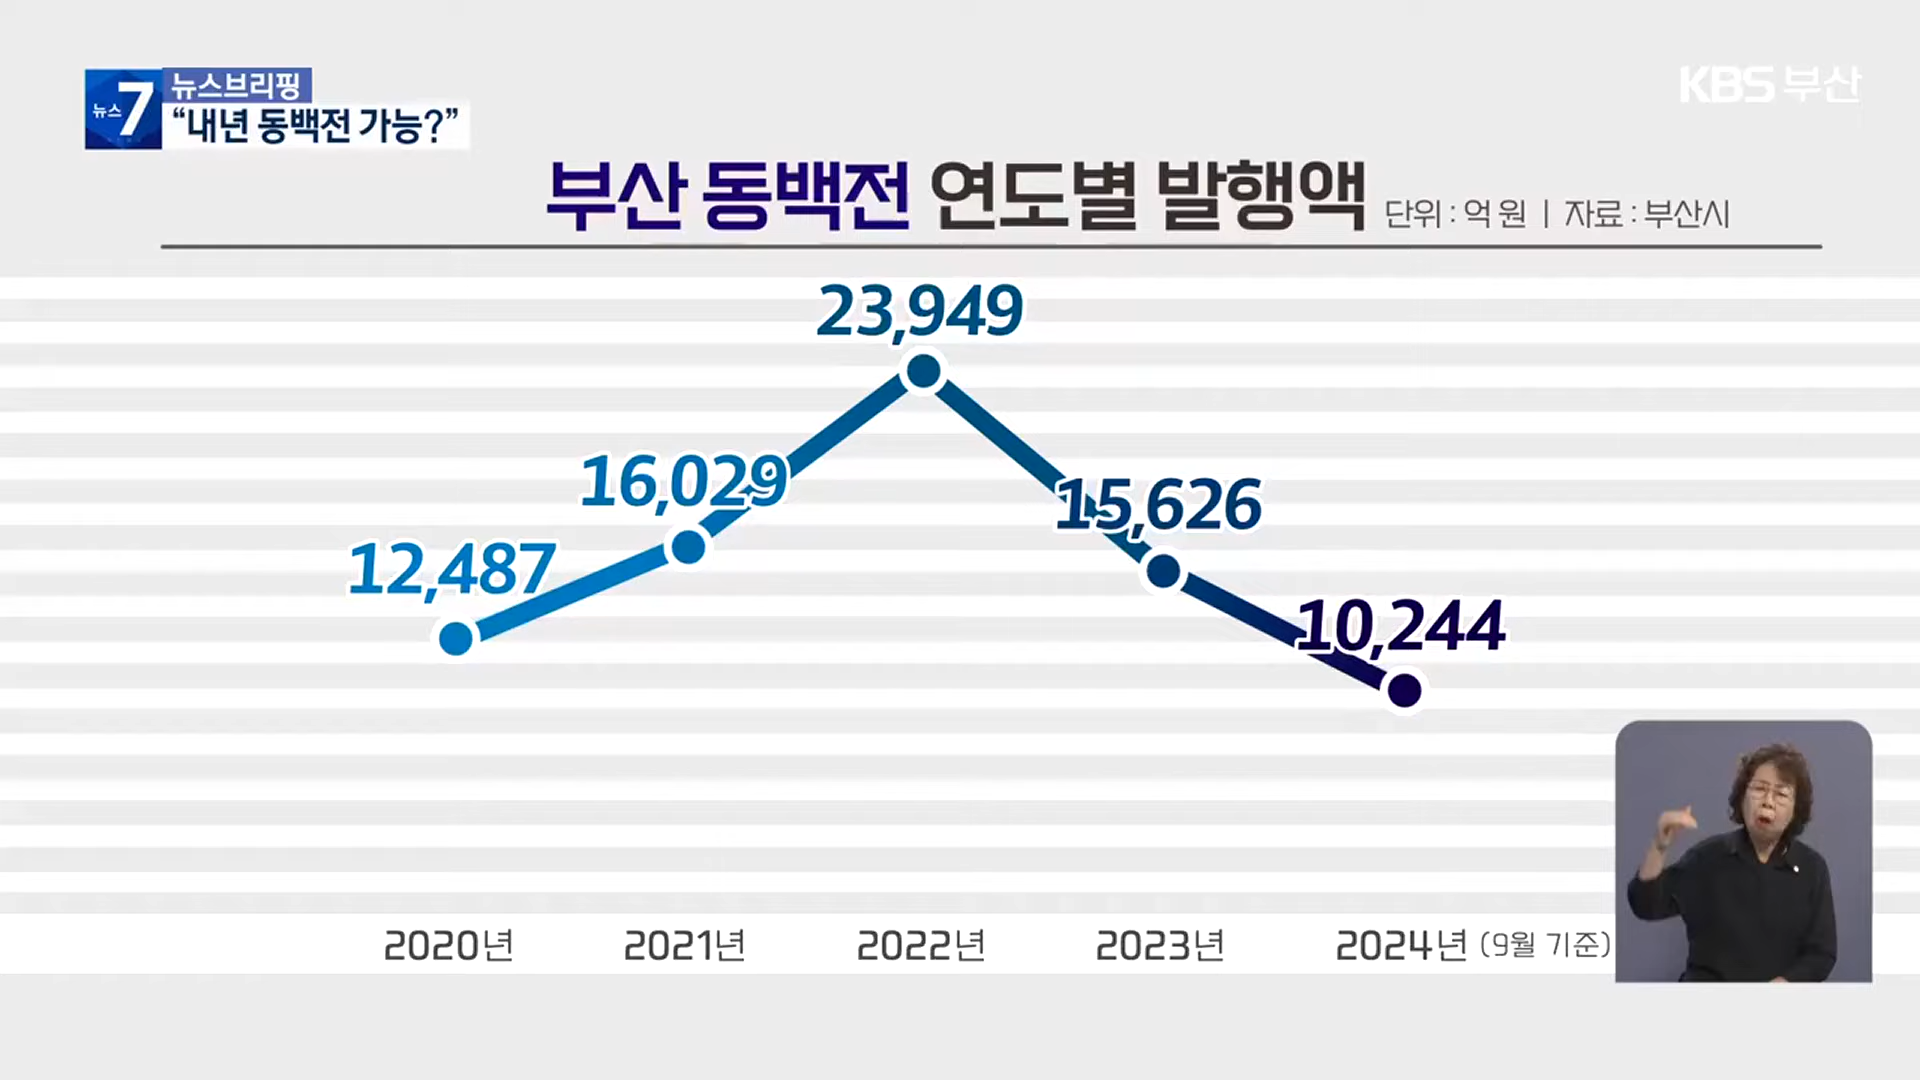 뉴스7
뉴스브리핑
“내년 동백전 가능?”
KBS 부산
부산 동백전 연도별 발행액 단위 : 억 원 | 자료 : 부산시
23,949
16,029
15,626
12,487
10,244
2020년 2021년 2022년 2023년 2024년 (9월 기준)